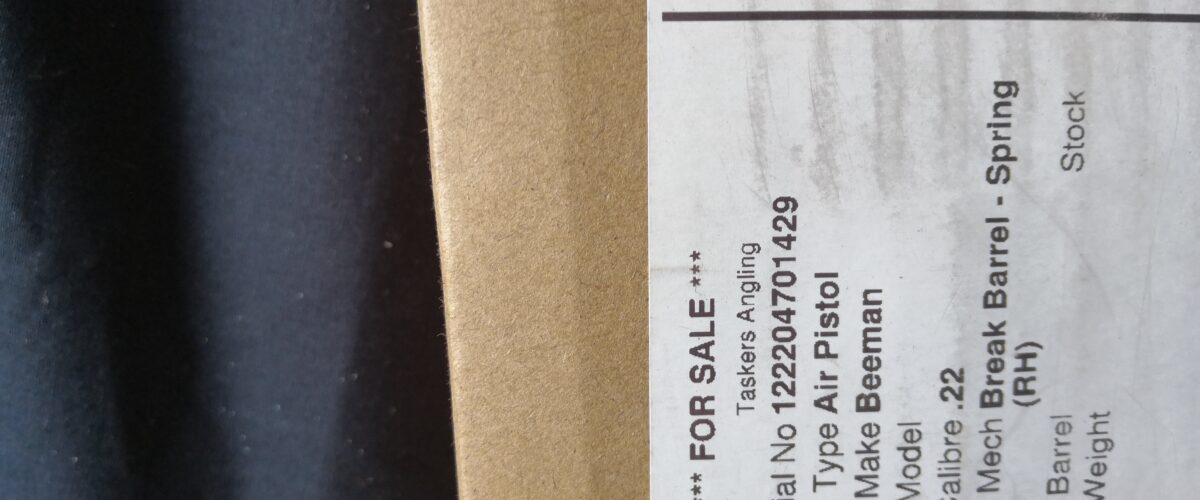 *** FOR SALE ***
Taskers Angling
ial No 122204701429
Type Air Pistol
Make Beeman
Model
alibre .22
Mech Break Barrel - Spring
(RH)
Barrel Stock
Weight